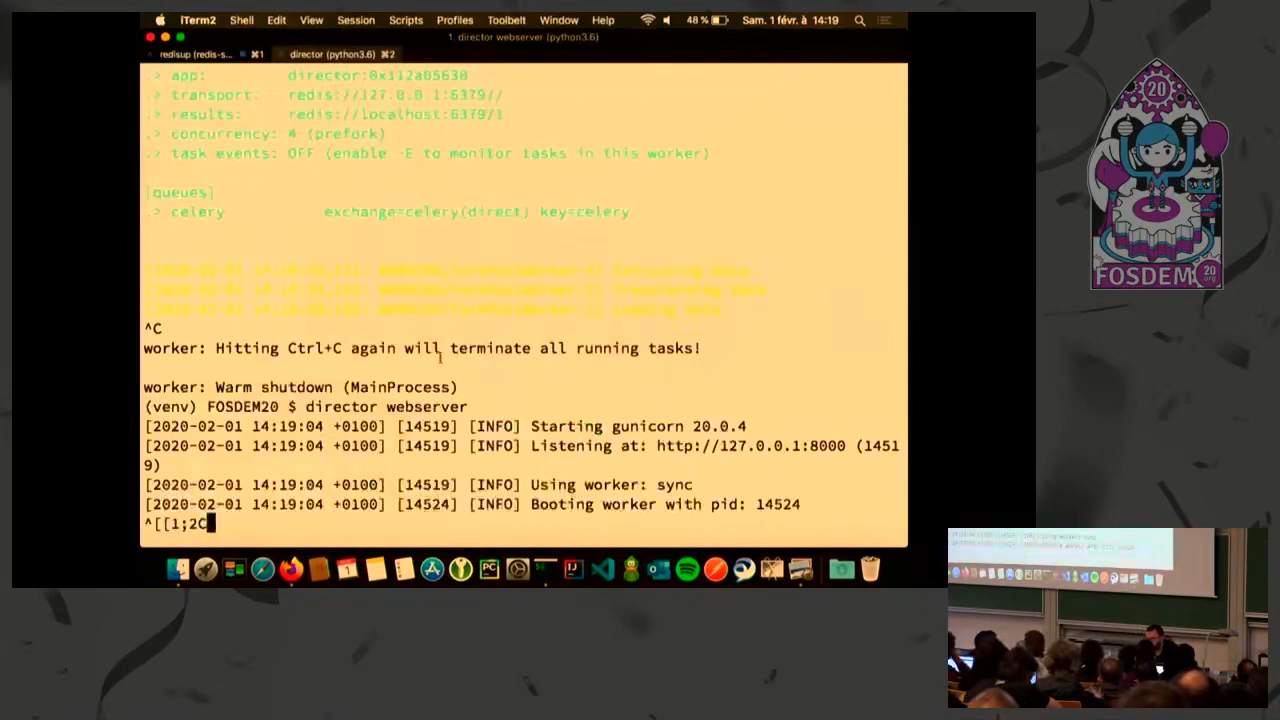 iTerm2 Shell Edit View Session Scripts Profiles Toolbelt Window Help 48 % Sam. 1 févr. à 14:19
1. director webserver (python3.6)
redisup (redis-s... ⌘1 director (python3.6) ⌘2
.> app: director:0x112a05630
.> transport: redis://127.0.0.1:6379//
.> results: redis://localhost:6379/1
.> concurrency: 4 (prefork)
.> task events: OFF (enable -E to monitor tasks in this worker)
[queues]
.> celery exchange=celery(direct) key=celery
^C
worker: Hitting Ctrl+C again will terminate all running tasks!
worker: Warm shutdown (MainProcess)
(venv) FOSDEM20 $ director webserver
[2020-02-01 14:19:04 +0100] [14519] [INFO] Starting gunicorn 20.0.4
[2020-02-01 14:19:04 +0100] [14519] [INFO] Listening at: http://127.0.0.1:8000 (1451
9)
[2020-02-01 14:19:04 +0100] [14519] [INFO] Using worker: sync
[2020-02-01 14:19:04 +0100] [14524] [INFO] Booting worker with pid: 14524
^[[1;2C
20
FOSDEM 20
.org